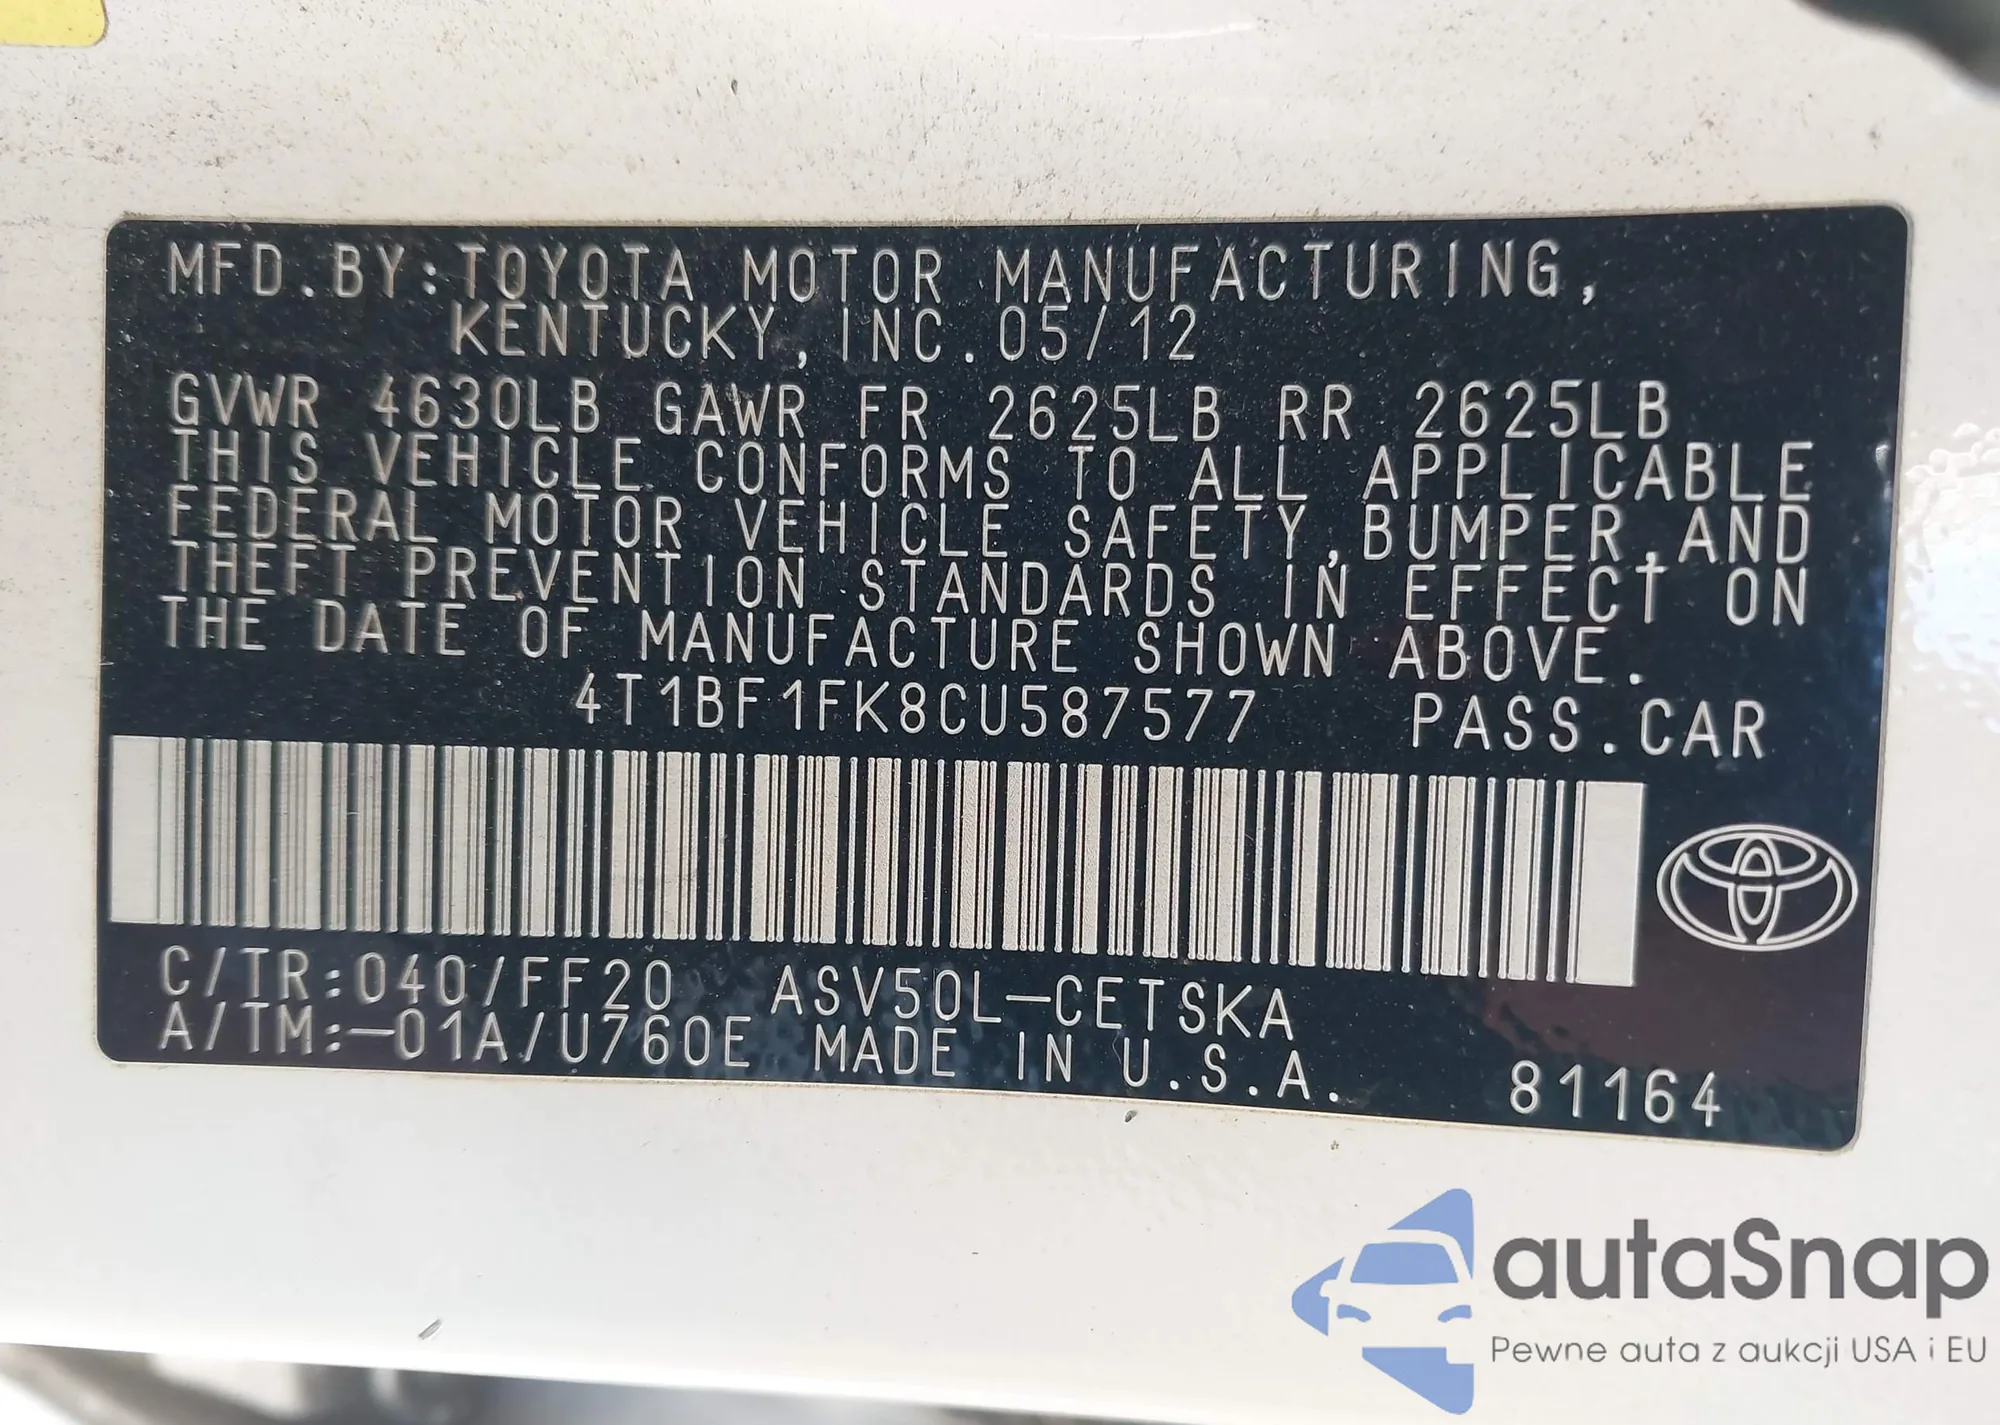 MFD.BY:TOYOTA MOTOR MANUFACTURING,
KENTUCKY, INC.05/12
GVWR 4630LB GAWR FR 2625LB RR 2625LB
THIS VEHICLE CONFORMS TO ALL APPLICABLE
FEDERAL MOTOR VEHICLE SAFETY,BUMPER,AND
THEFT PREVENTION STANDARDS IN EFFECT ON
THE DATE OF MANUFACTURE SHOWN ABOVE.
4T1BF1FK8CU587577 PASS.CAR
C/TR:040/FF20 ASV50L-CETSKA
A/TM:-01A/U760E MADE IN U.S.A. 81164
autaSnap
Pewne auta z aukcji USA i EU